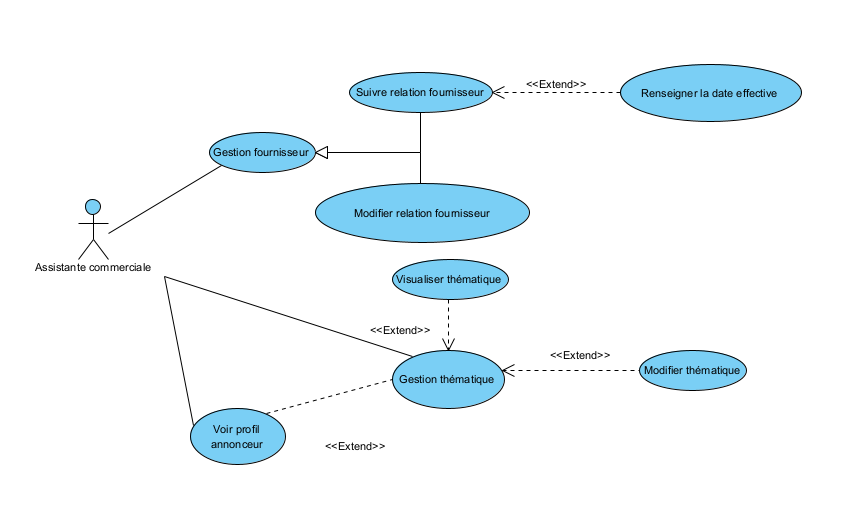 <<Extend>>
Suivre relation fournisseur
Renseigner la date effective
Gestion fournisseur
Modifier relation fournisseur
Assistante commerciale
Visualiser thématique
<<Extend>>
<<Extend>>
Modifier thématique
Gestion thématique
Voir profil
annonceur
<<Extend>>